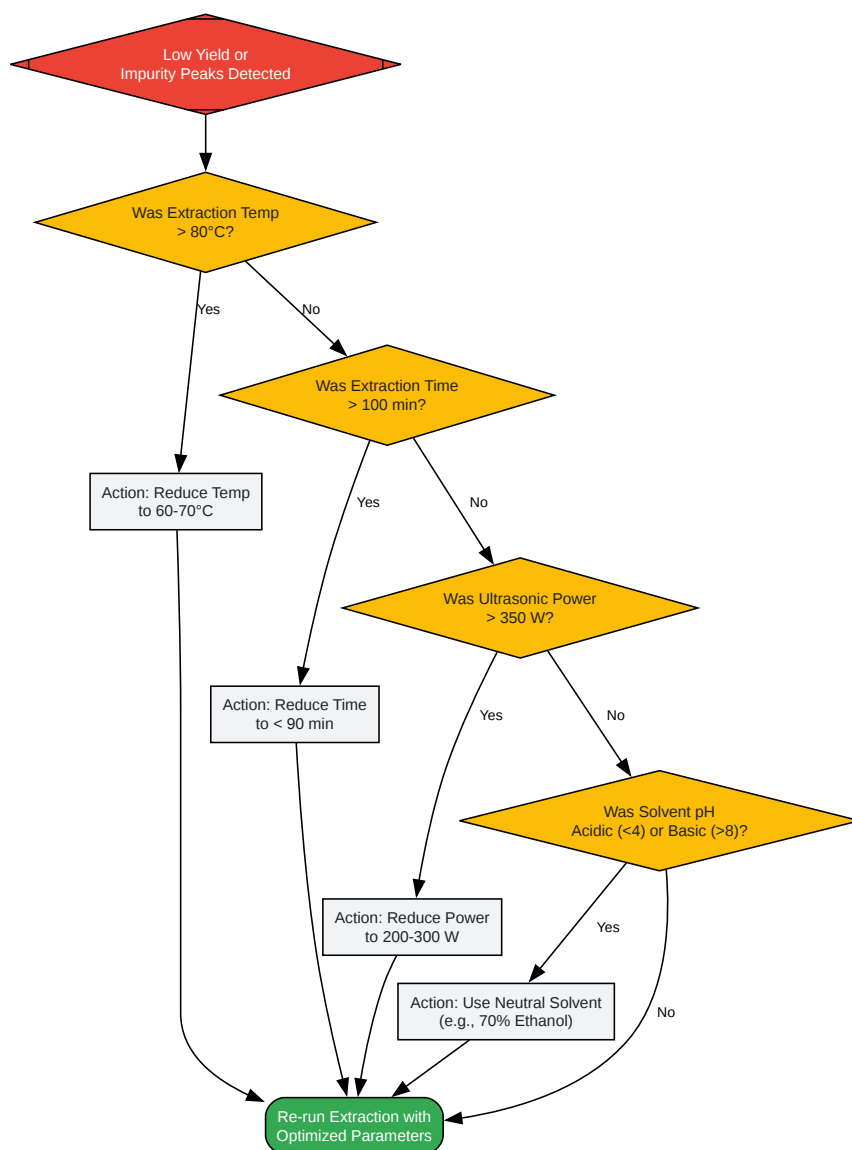 Low Yield or
Impurity Peaks Detected
Was Extraction Temp
> 80°C?
Yes
No
Was Extraction Time
> 100 min?
Action: Reduce Temp
to 60-70°C
Yes
No
Was Ultrasonic Power
> 350 W?
Action: Reduce Time
to < 90 min
Yes
No
Was Solvent pH
Acidic (<4) or Basic (>8)?
Action: Reduce Power
to 200-300 W
Yes
Action: Use Neutral Solvent
(e.g., 70% Ethanol)
No
Re-run Extraction with
Optimized Parameters